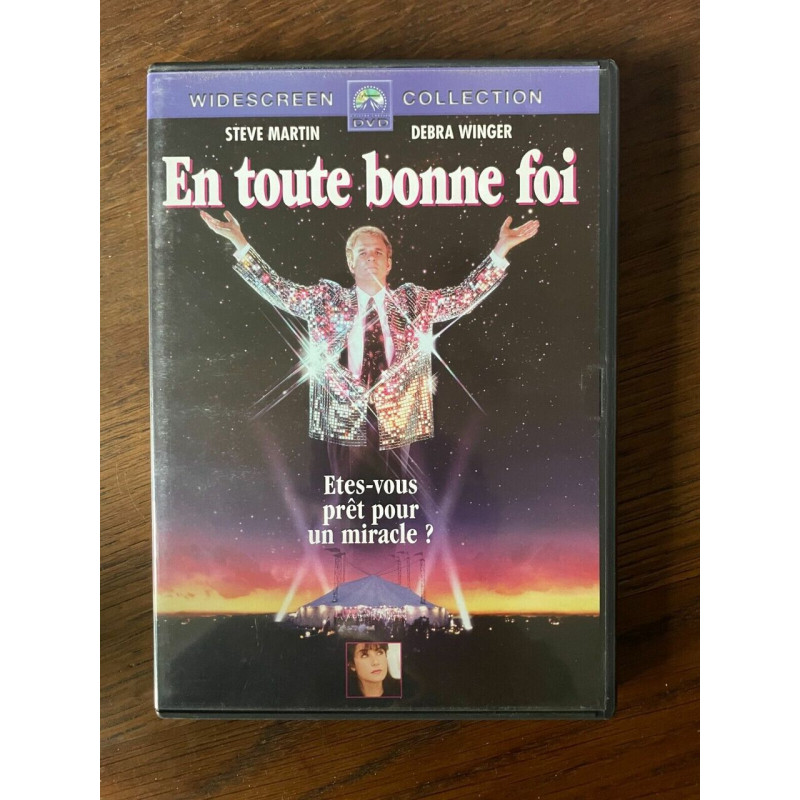 WIDESCREEN DVD COLLECTION
STEVE MARTIN DEBRA WINGER
En toute bonne foi
Etes-vous
prêt pour
un miracle ?